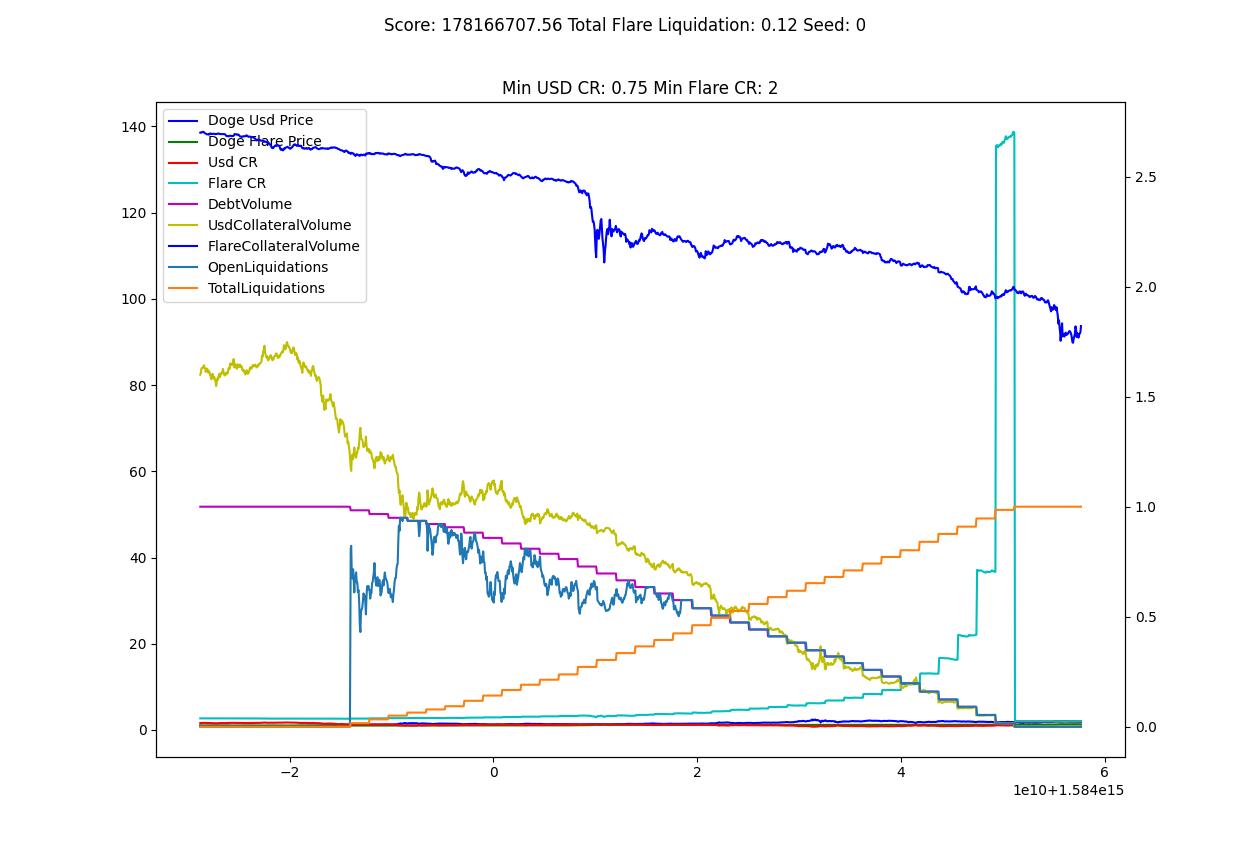 Score: 178166707.56 Total Flare Liquidation: 0.12 Seed: 0
Min USD CR: 0.75 Min Flare CR: 2
Doge Usd Price
Doge Flare Price
Usd CR
Flare CR
DebtVolume
UsdCollateralVolume
FlareCollateralVolume
OpenLiquidations
TotalLiquidations
140
120
100
80
60
40
20
0
2.5
2.0
1.5
1.0
0.5
0.0
−2 0 2 4 6
1e10+1.584e15